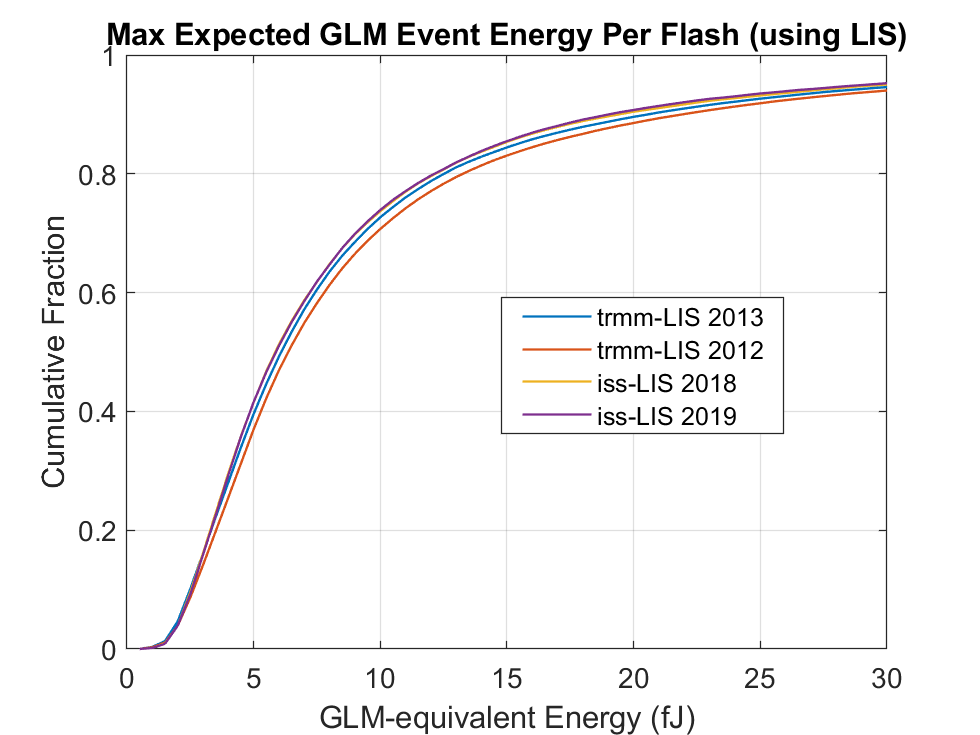 Max Expected GLM Event Energy Per Flash (using LIS)
1
0.8
0.6
0.4
0.2
0
Cumulative Fraction
trmm-LIS 2013
trmm-LIS 2012
iss-LIS 2018
iss-LIS 2019
0 5 10 15 20 25 30
GLM-equivalent Energy (fJ)